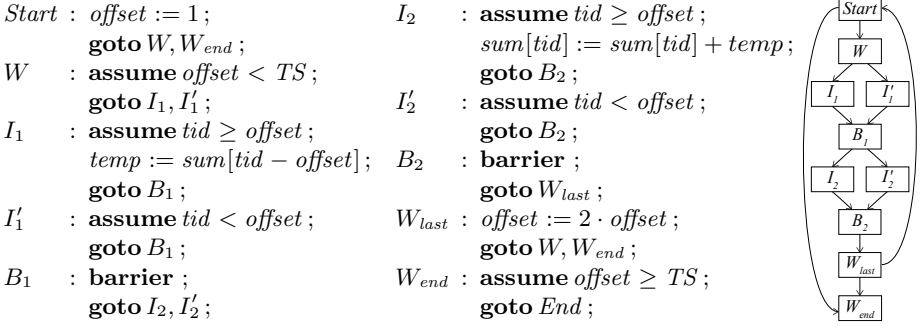 Start : offset := 1 ;
goto W, W_end ;
W : assume offset < TS ;
goto I_1, I'_1 ;
I_1 : assume tid ≥ offset ;
temp := sum[tid − offset] ;
goto B_1 ;
I'_1 : assume tid < offset ;
goto B_1 ;
B_1 : barrier ;
goto I_2, I'_2 ;
I_2 : assume tid ≥ offset ;
sum[tid] := sum[tid] + temp ;
goto B_2 ;
I'_2 : assume tid < offset ;
goto B_2 ;
B_2 : barrier ;
goto W_last ;
W_last : offset := 2 · offset ;
goto W, W_end ;
W_end : assume offset ≥ TS ;
goto End ;
Start
W
I_1 I'_1
B_1
I_2 I'_2
B_2
W_last
W_end